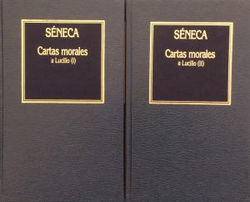 SÉNECA
Cartas morales
a Lucilio (I)
SÉNECA
Cartas morales
a Lucilio (II)